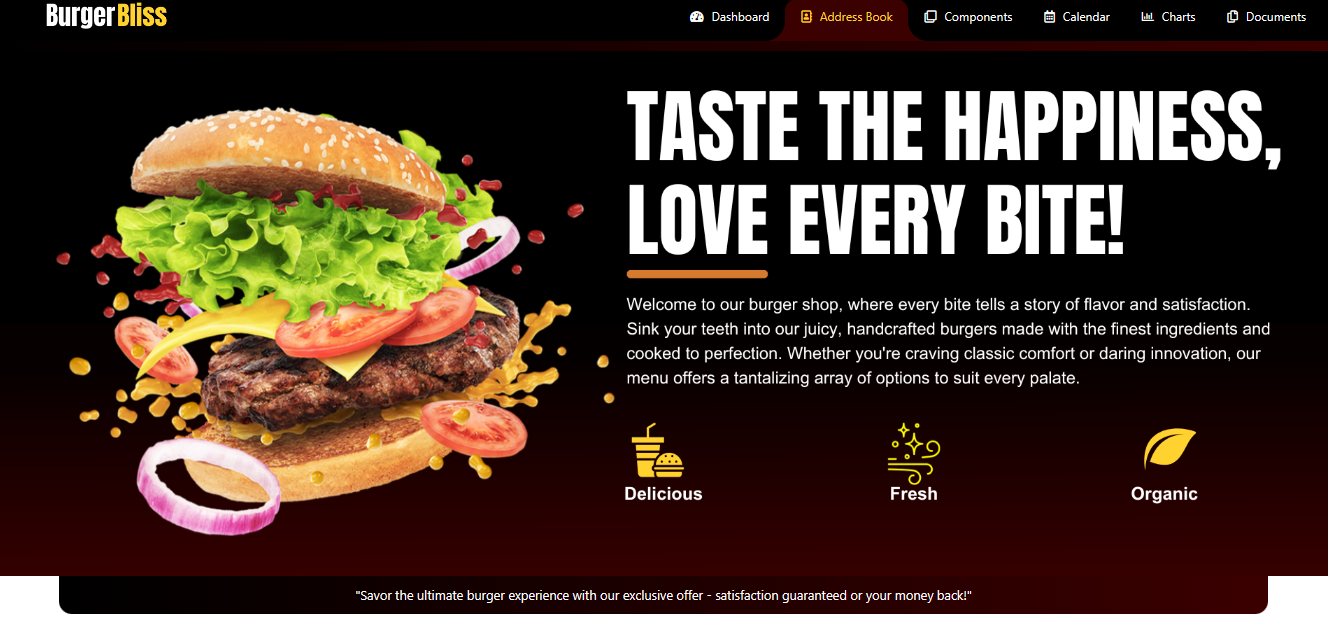 BurgerBliss
Dashboard
Address Book
Components
Calendar
Charts
Documents
TASTE THE HAPPINESS,
LOVE EVERY BITE!
Welcome to our burger shop, where every bite tells a story of flavor and satisfaction.
Sink your teeth into our juicy, handcrafted burgers made with the finest ingredients and
cooked to perfection. Whether you're craving classic comfort or daring innovation, our
menu offers a tantalizing array of options to suit every palate.
Delicious
Fresh
Organic
"Savor the ultimate burger experience with our exclusive offer - satisfaction guaranteed or your money back!"